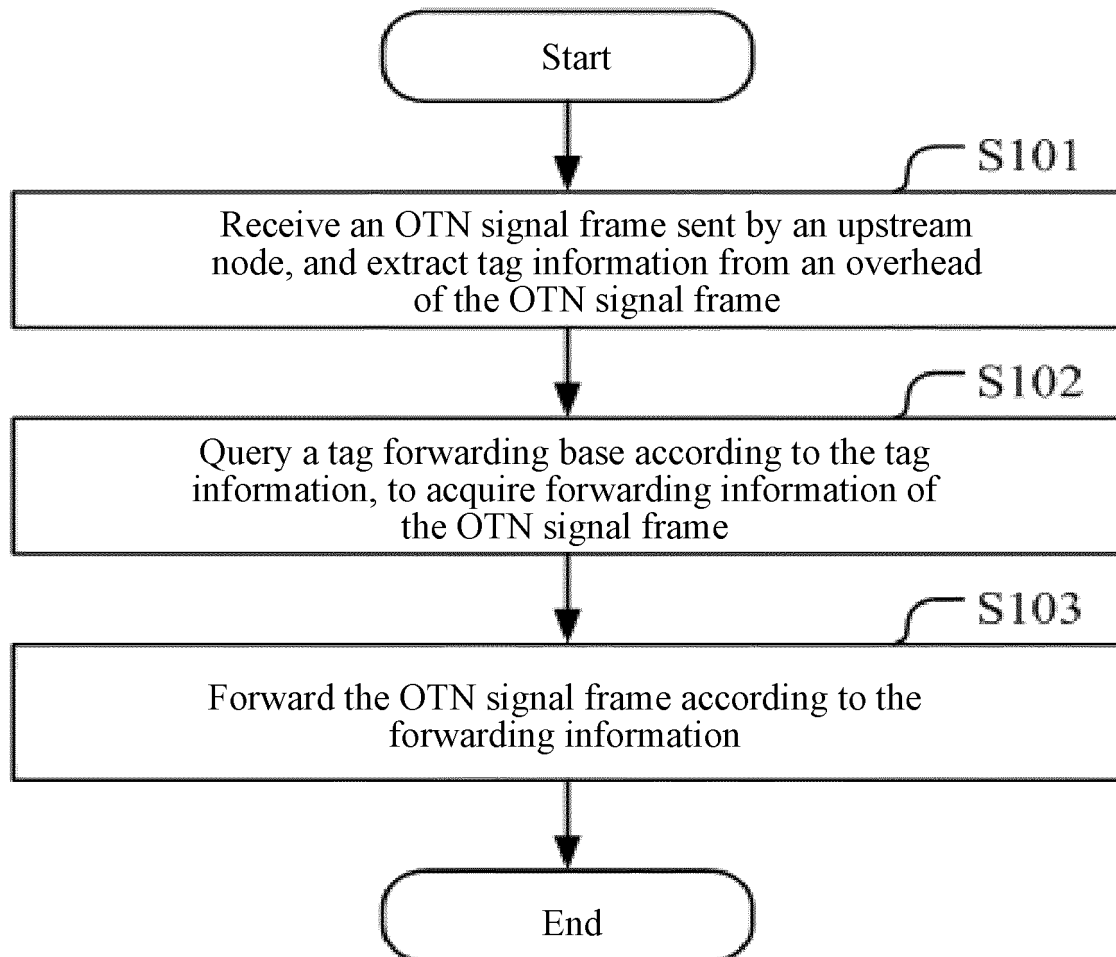 Start
S101
Receive an OTN signal frame sent by an upstream
node, and extract tag information from an overhead
of the OTN signal frame
S102
Query a tag forwarding base according to the tag
information, to acquire forwarding information of
the OTN signal frame
S103
Forward the OTN signal frame according to the
forwarding information
End